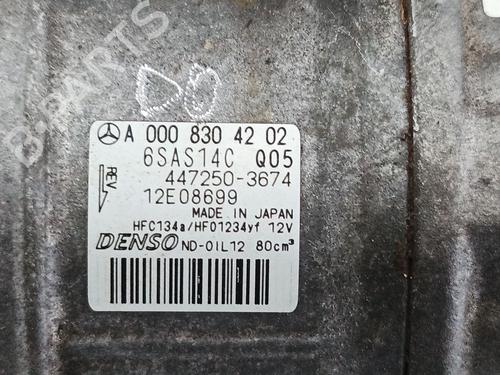 A 000 830 42 02
6SAS14C Q05
REV 447250-3674
12E08699
MADE IN JAPAN
HFC134a/HFO1234yf 12V
DENSO ND-OIL12 80cm³
B-PARTS